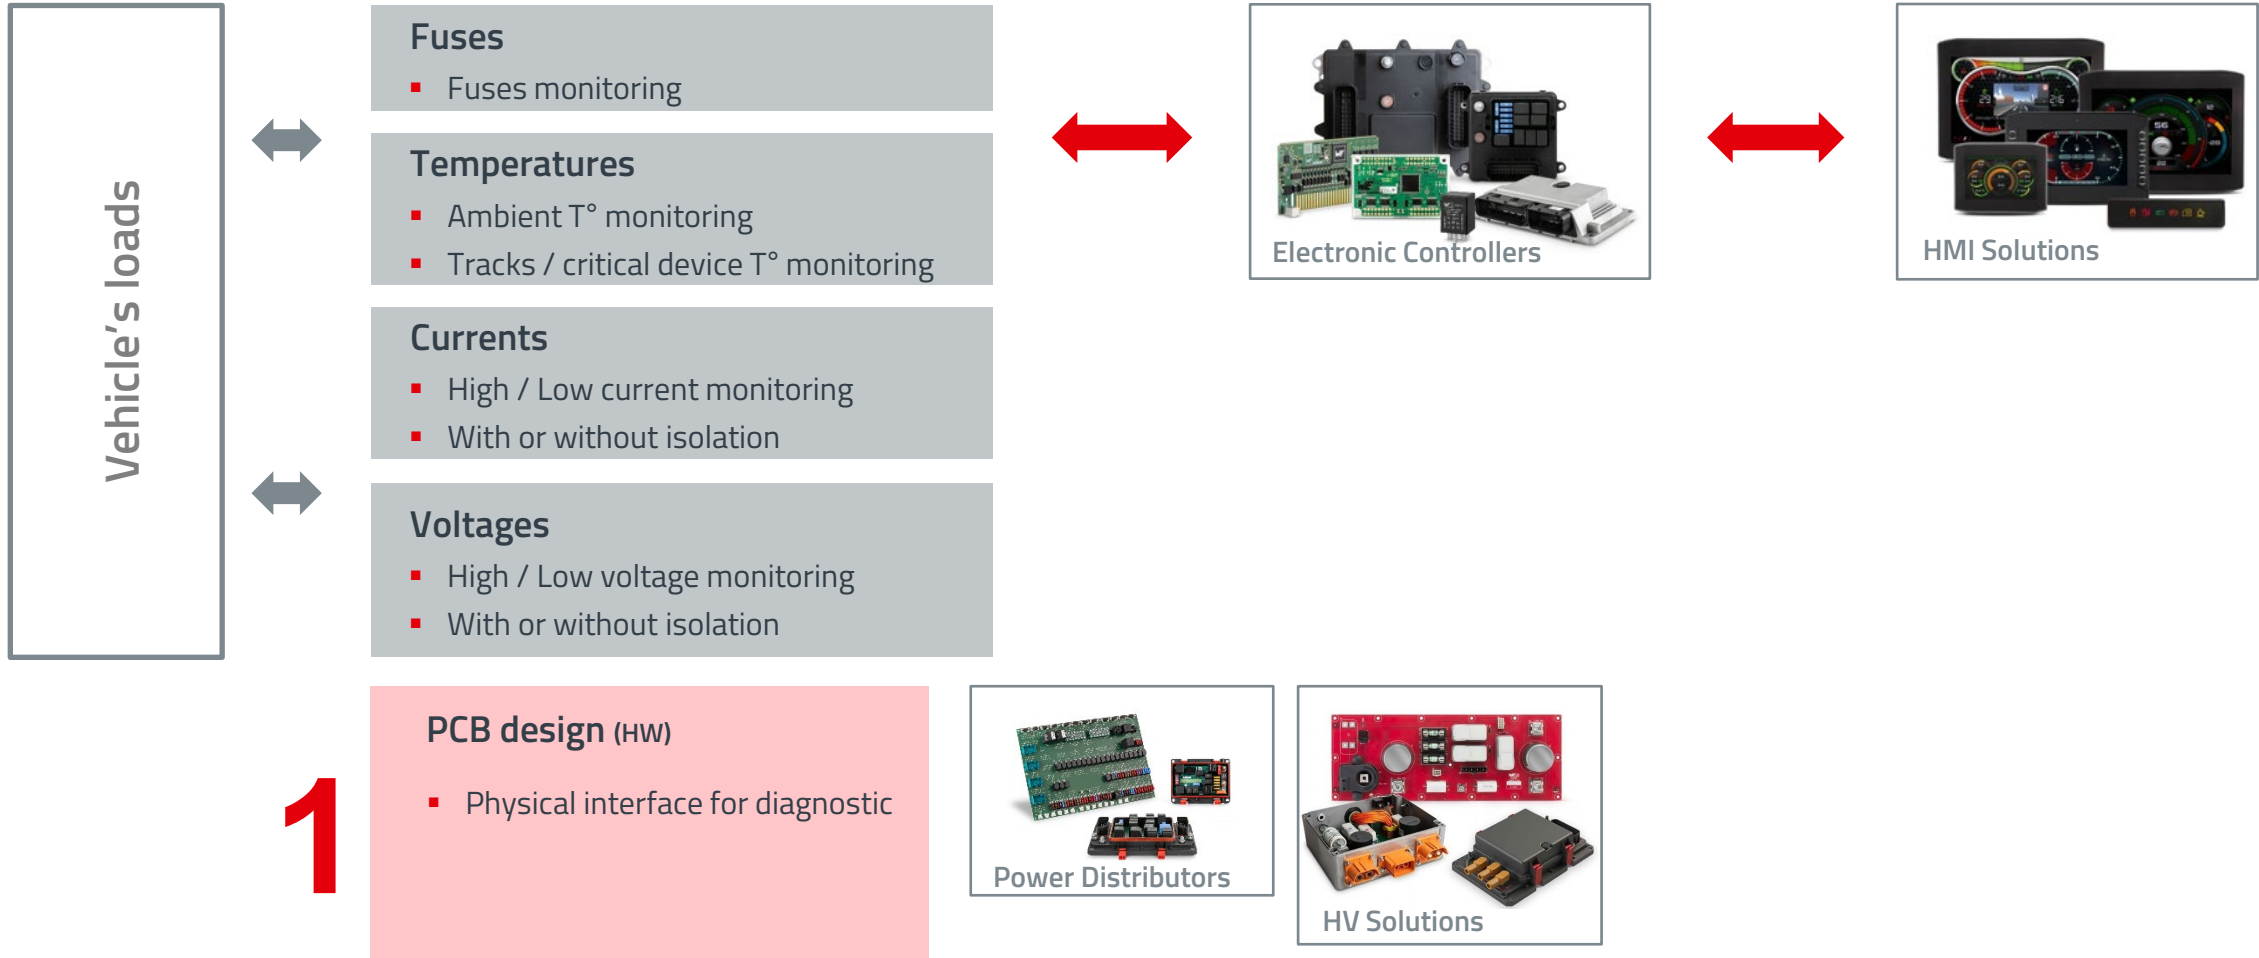 Vehicle's loads
Fuses
▪ Fuses monitoring
Temperatures
▪ Ambient T° monitoring
▪ Tracks / critical device T° monitoring
Currents
▪ High / Low current monitoring
▪ With or without isolation
Voltages
▪ High / Low voltage monitoring
▪ With or without isolation
Electronic Controllers
HMI Solutions
1
PCB design (HW)
▪ Physical interface for diagnostic
Power Distributors
HV Solutions